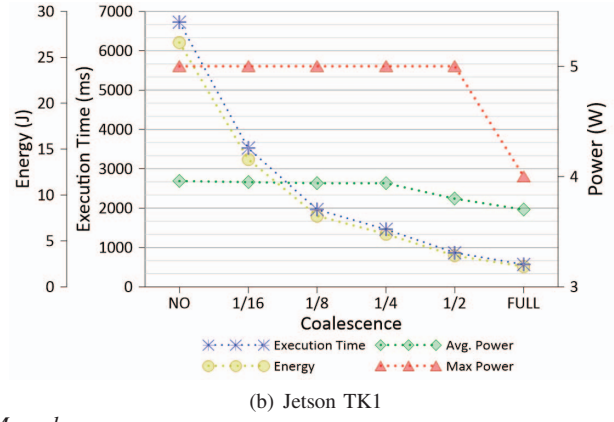 30
25
20
15
10
5
0
Energy (J)
7000
6000
5000
4000
3000
2000
1000
0
Execution Time (ms)
5
4
3
Power (W)
NO 1/16 1/8 1/4 1/2 FULL
Coalescence
Execution Time Avg. Power
Energy Max Power
(b) Jetson TK1